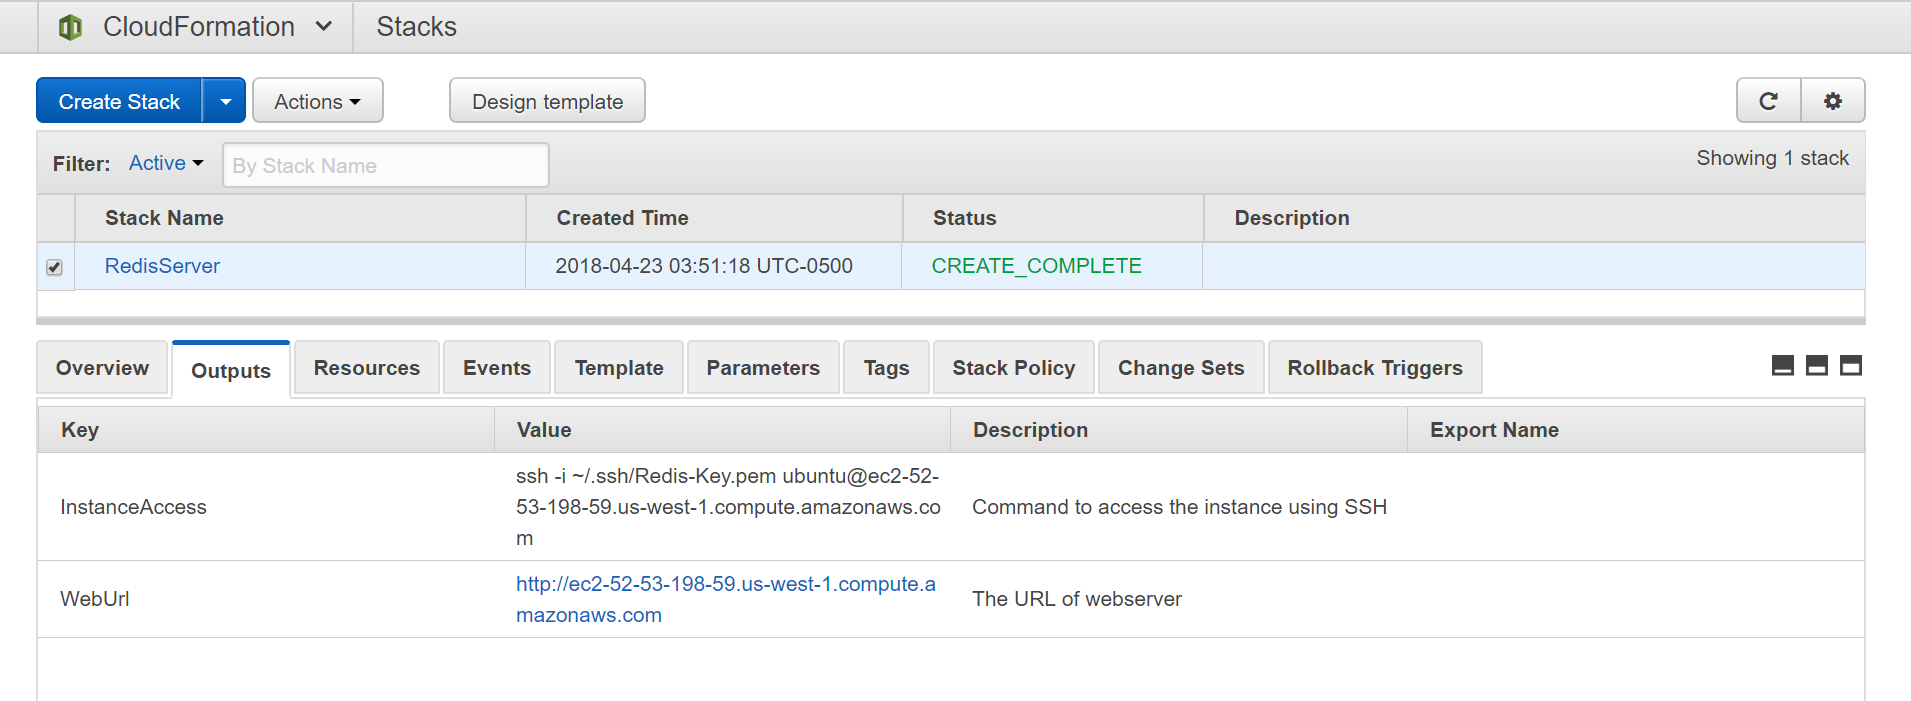 CloudFormation Stacks
Create Stack Actions Design template
Filter: Active By Stack Name Showing 1 stack
Stack Name Created Time Status Description
RedisServer 2018-04-23 03:51:18 UTC-0500 CREATE_COMPLETE
Overview Outputs Resources Events Template Parameters Tags Stack Policy Change Sets Rollback Triggers
Key Value Description Export Name
ssh -i ~/.ssh/Redis-Key.pem ubuntu@ec2-52-
InstanceAccess 53-198-59.us-west-1.compute.amazonaws.co Command to access the instance using SSH
m
http://ec2-52-53-198-59.us-west-1.compute.a
WebUrl The URL of webserver
mazonaws.com